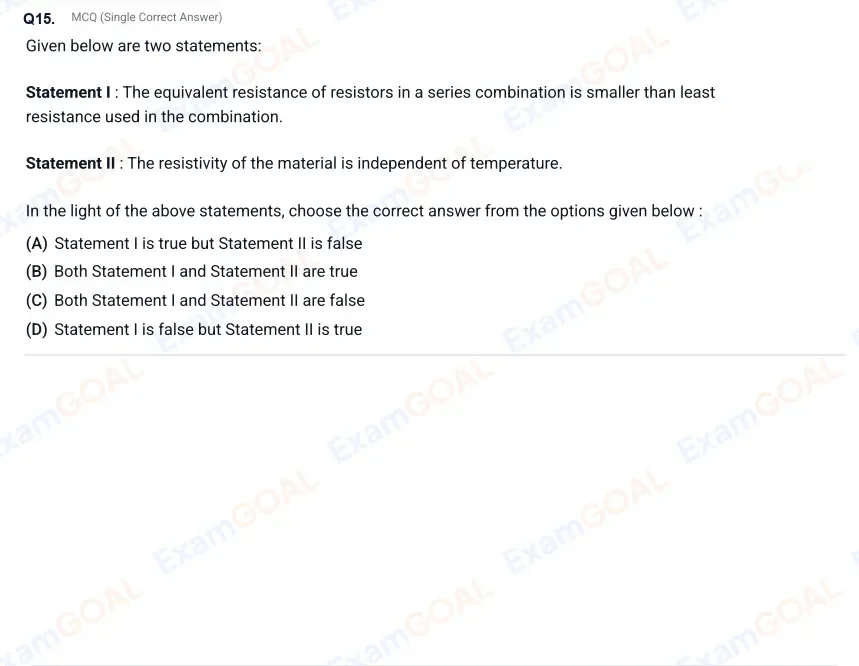 Q15. MCQ (Single Correct Answer)
Given below are two statements:
Statement I : The equivalent resistance of resistors in a series combination is smaller than least
resistance used in the combination.
Statement II : The resistivity of the material is independent of temperature.
In the light of the above statements, choose the correct answer from the options given below :
(A) Statement I is true but Statement II is false
(B) Both Statement I and Statement II are true
(C) Both Statement I and Statement II are false
(D) Statement I is false but Statement II is true
ExamGOAL